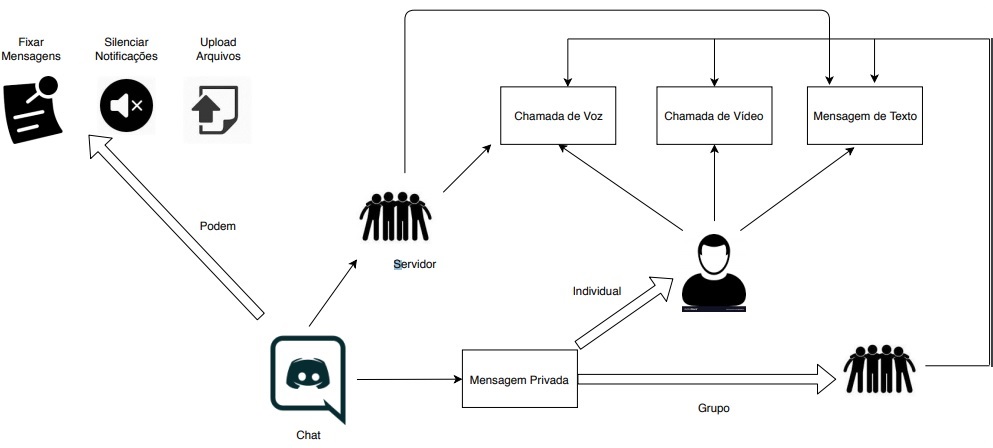 Fixar
Mensagens
Silenciar
Notificações
Upload
Arquivos
Chamada de Voz
Chamada de Vídeo
Mensagem de Texto
Podem
Servidor
Individual
Mensagem Privada
Grupo
Chat